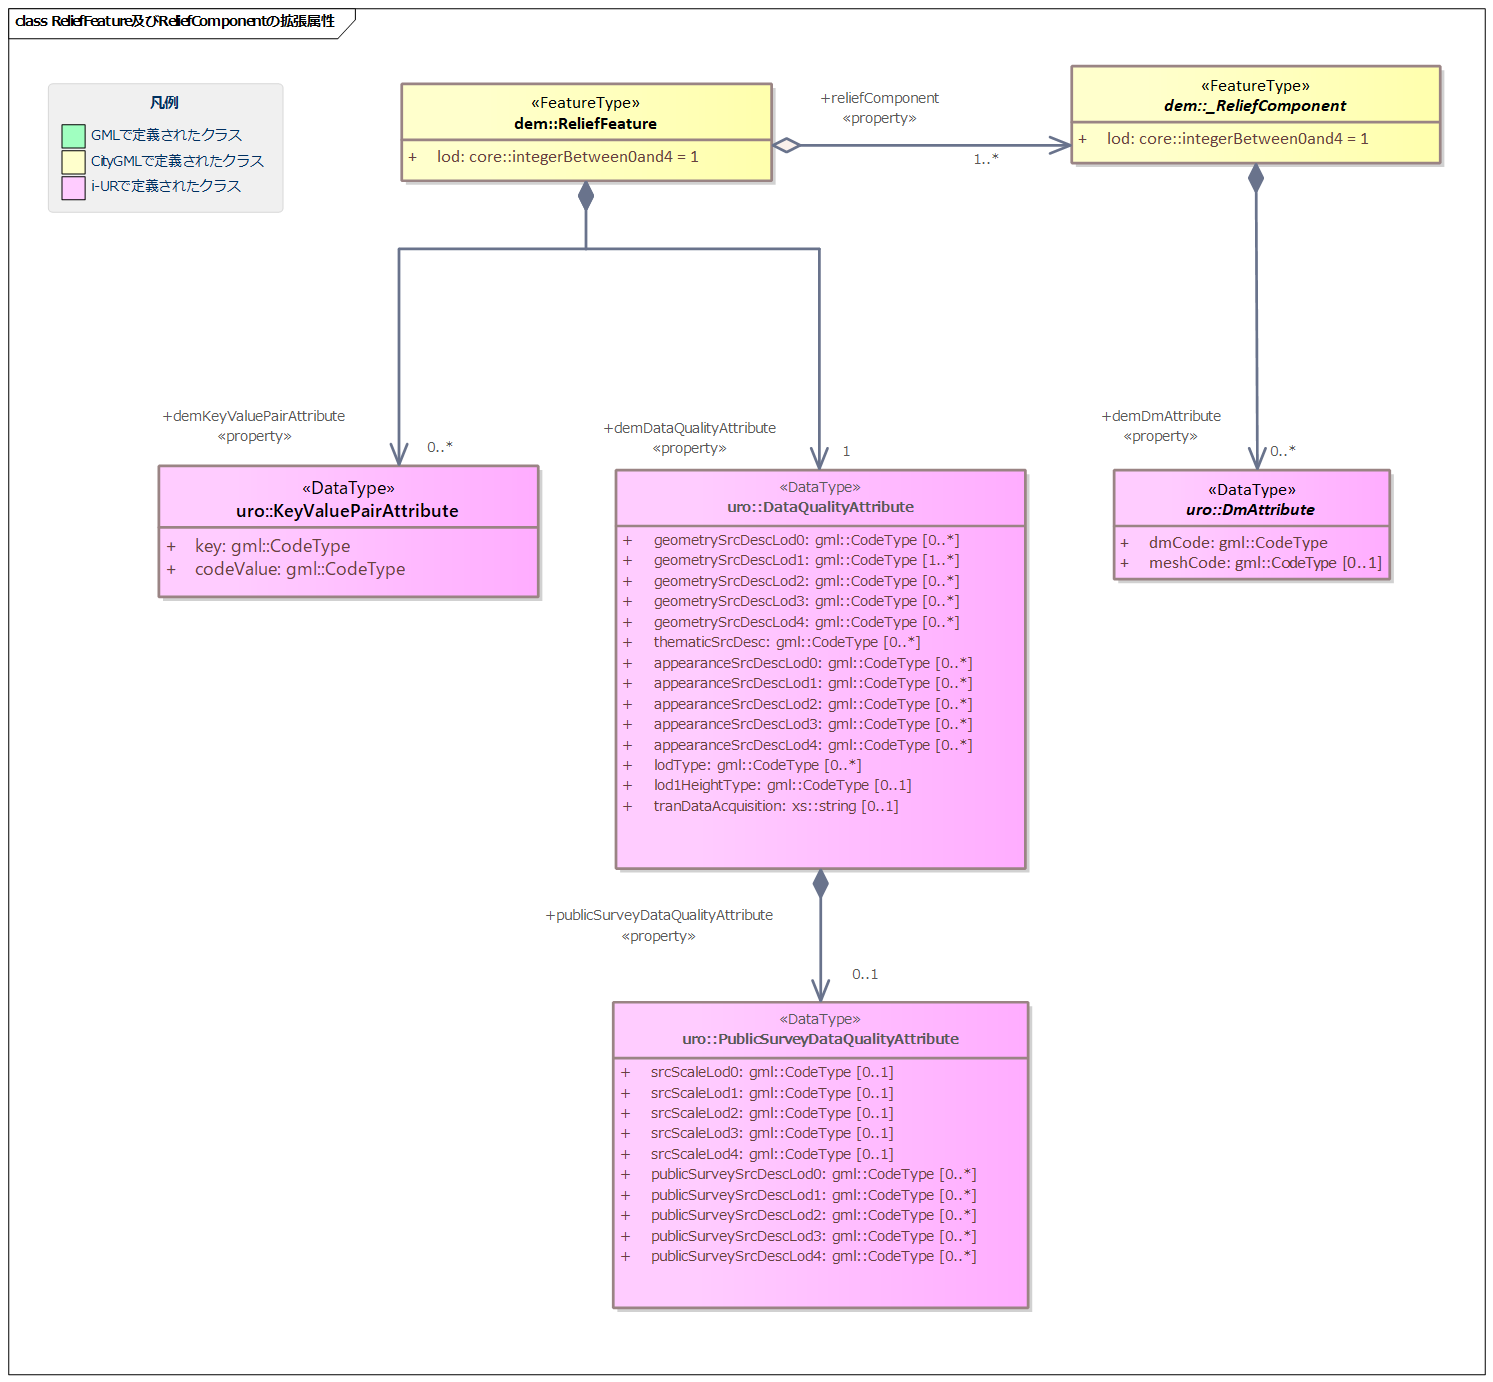 class ReliefFeature及びReliefComponentの拡張属性
凡例
GMLで定義されたクラス
CityGMLで定義されたクラス
i-URで定義されたクラス
«FeatureType»
dem::ReliefFeature
+ lod: core::integerBetween0and4 = 1
+reliefComponent
«property»
1..*
«FeatureType»
dem::_ReliefComponent
+ lod: core::integerBetween0and4 = 1
+demKeyValuePairAttribute
«property»
0..*
+demDataQualityAttribute
«property»
1
+demDmAttribute
«property»
0..*
«DataType»
uro::KeyValuePairAttribute
+ key: gml::CodeType
+ codeValue: gml::CodeType
«DataType»
uro::DataQualityAttribute
+ geometrySrcDescLod0: gml::CodeType [0..*]
+ geometrySrcDescLod1: gml::CodeType [1..*]
+ geometrySrcDescLod2: gml::CodeType [0..*]
+ geometrySrcDescLod3: gml::CodeType [0..*]
+ geometrySrcDescLod4: gml::CodeType [0..*]
+ thematicSrcDesc: gml::CodeType [0..*]
+ appearanceSrcDescLod0: gml::CodeType [0..*]
+ appearanceSrcDescLod1: gml::CodeType [0..*]
+ appearanceSrcDescLod2: gml::CodeType [0..*]
+ appearanceSrcDescLod3: gml::CodeType [0..*]
+ appearanceSrcDescLod4: gml::CodeType [0..*]
+ lodType: gml::CodeType [0..*]
+ lod1HeightType: gml::CodeType [0..1]
+ tranDataAcquisition: xs::string [0..1]
«DataType»
uro::DmAttribute
+ dmCode: gml::CodeType
+ meshCode: gml::CodeType [0..1]
+publicSurveyDataQualityAttribute
«property»
0..1
«DataType»
uro::PublicSurveyDataQualityAttribute
+ srcScaleLod0: gml::CodeType [0..1]
+ srcScaleLod1: gml::CodeType [0..1]
+ srcScaleLod2: gml::CodeType [0..1]
+ srcScaleLod3: gml::CodeType [0..1]
+ srcScaleLod4: gml::CodeType [0..1]
+ publicSurveySrcDescLod0: gml::CodeType [0..*]
+ publicSurveySrcDescLod1: gml::CodeType [0..*]
+ publicSurveySrcDescLod2: gml::CodeType [0..*]
+ publicSurveySrcDescLod3: gml::CodeType [0..*]
+ publicSurveySrcDescLod4: gml::CodeType [0..*]